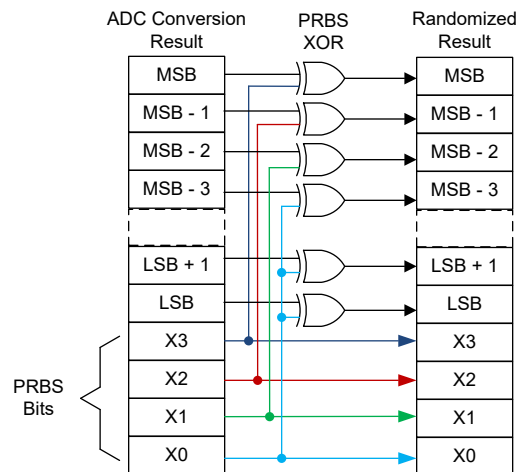 ADC Conversion
Result
PRBS
XOR
Randomized
Result
MSB
MSB
MSB - 1
MSB - 1
MSB - 2
MSB - 2
MSB - 3
MSB - 3
LSB + 1
LSB + 1
LSB
LSB
X3
X3
PRBS
Bits
X2
X2
X1
X1
X0
X0